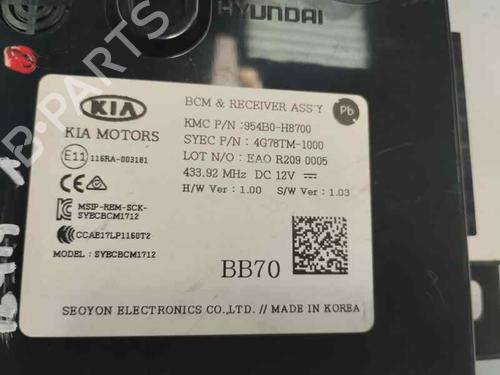 HYUNDAI
KIA
KIA MOTORS
BCM & RECEIVER ASS'Y
Pb
KMC P/N : 954B0-H8700
SYEC P/N : 4G78TM-1000
LOT N/O : EAO R209 0005
433.92 MHz DC 12V
H/W Ver : 1.00 S/W Ver : 1.03
E11 116RA-003181
CE
MSIP-REM-SCK-
SYECBCM1712
CCAE17LP1160T2
MODEL : SYECBCM1712
BB70
SEOYON ELECTRONICS CO.,LTD. // MADE IN KOREA